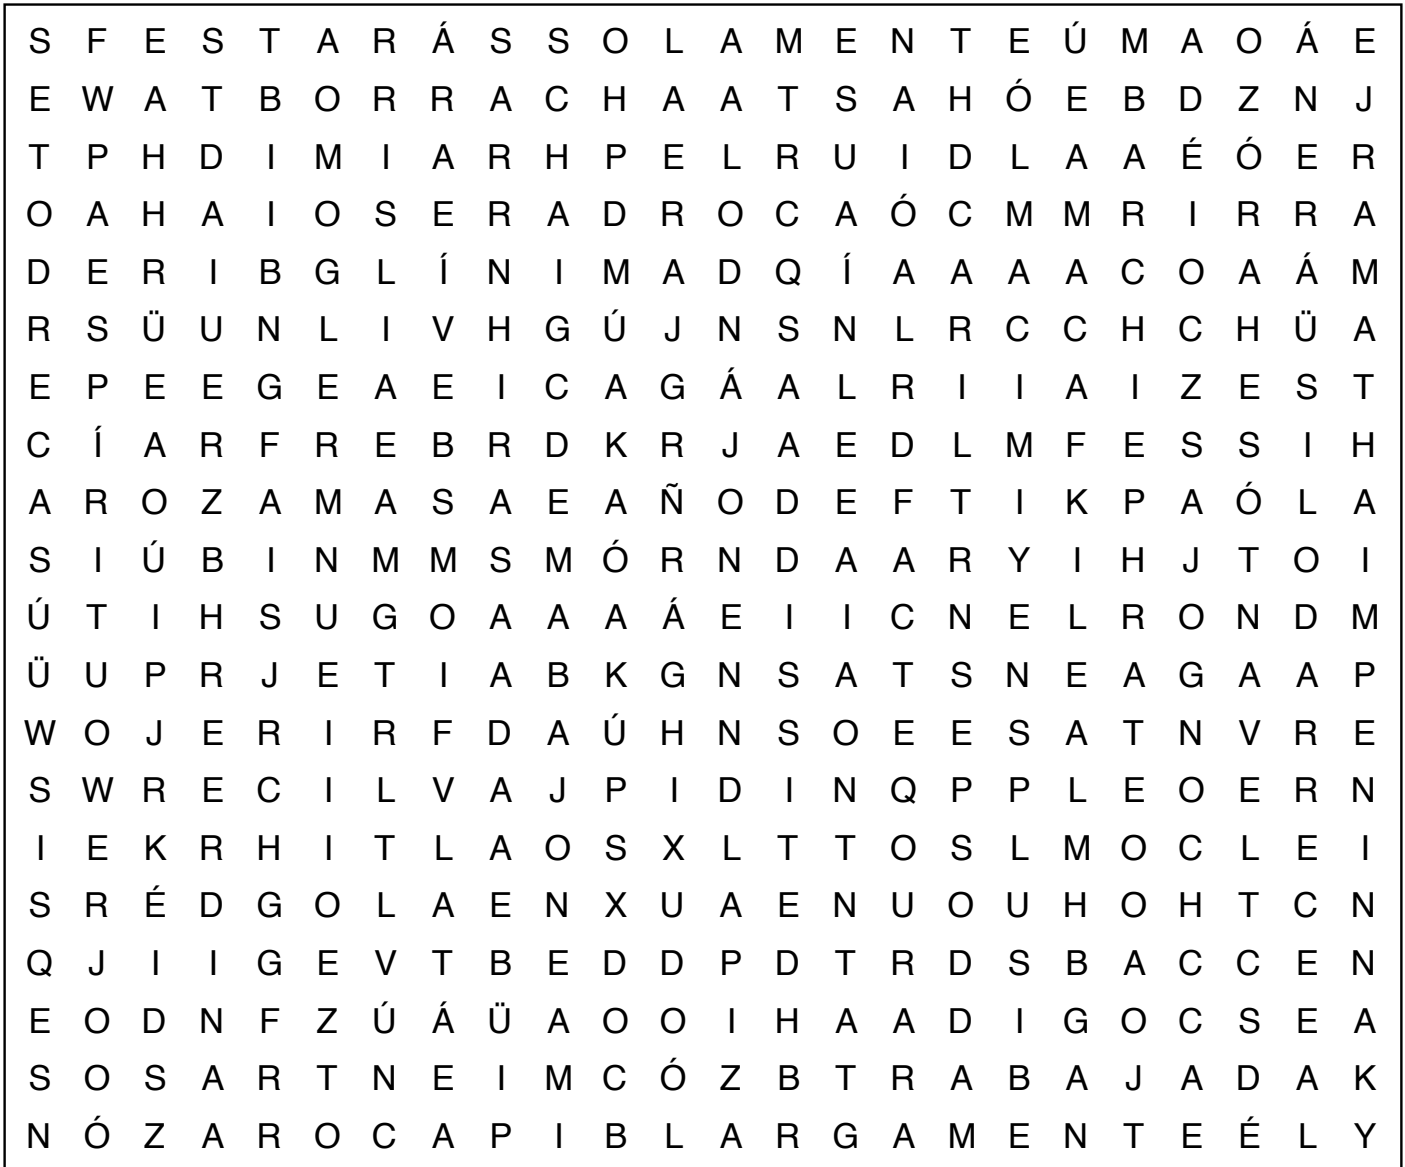 S F E S T A R Á S S O L A M E N T E Ú M A O Á E
E W A T B O R R A C H A A T S A H Ó E B D Z N J
T P H D I M I A R H P E L R U I D L A A É Ó E R
O A H A I O S E R A D R O C A Ó C M M R I R R A
D E R I B G L Í N I M A D Q Í A A A A C O A Á M
R S Ü U N L I V H G Ú J N S N L R C C H C H Ü A
E P E E G E A E I C A G Á A L R I I A I Z E S T
C Í A R F R E B R D K R J A E D L M F E S S I H
A R O Z A M A S A E A Ñ O D E F T I K P A Ó L A
S I Ú B I N M M S M Ó R N D A A R Y I H J T O I
Ú T I H S U G O A A A Á E I I C N E L R O N D M
Ü U P R J E T I A B K G N S A T S N E A G A A P
W O J E R I R F D A Ú H N S O E E S A T N V R E
S W R E C I L V A J P I D I N Q P P L E O E R N
I E K R H I T L A O S X L T T O S L M O C L E I
S R É D G O L A E N X U A E N U O U H O H T C N
Q J I I G E V T B E D D P D T R D S B A C C E N
E O D N F Z Ú Á Ü A O O I H A A D I G O C S E A
S O S A R T N E I M C Ó Z B T R A B A J A D A K
N Ó Z A R O C A P I B L A R G A M E N T E É L Y